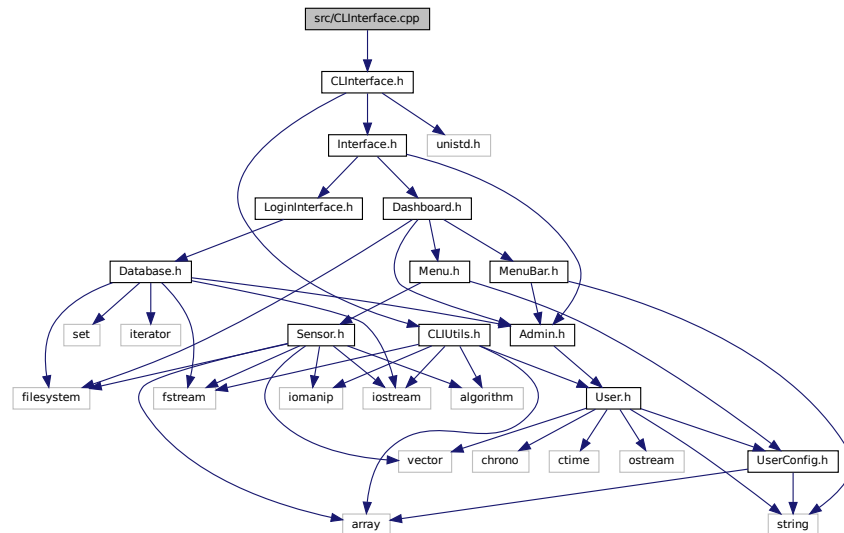 src/CLInterface.cpp
CLInterface.h
Interface.h
unistd.h
LoginInterface.h
Dashboard.h
Database.h
Menu.h
MenuBar.h
set
iterator
Sensor.h
CLIUtils.h
Admin.h
filesystem
fstream
iomanip
iostream
algorithm
User.h
vector
chrono
ctime
ostream
UserConfig.h
array
string